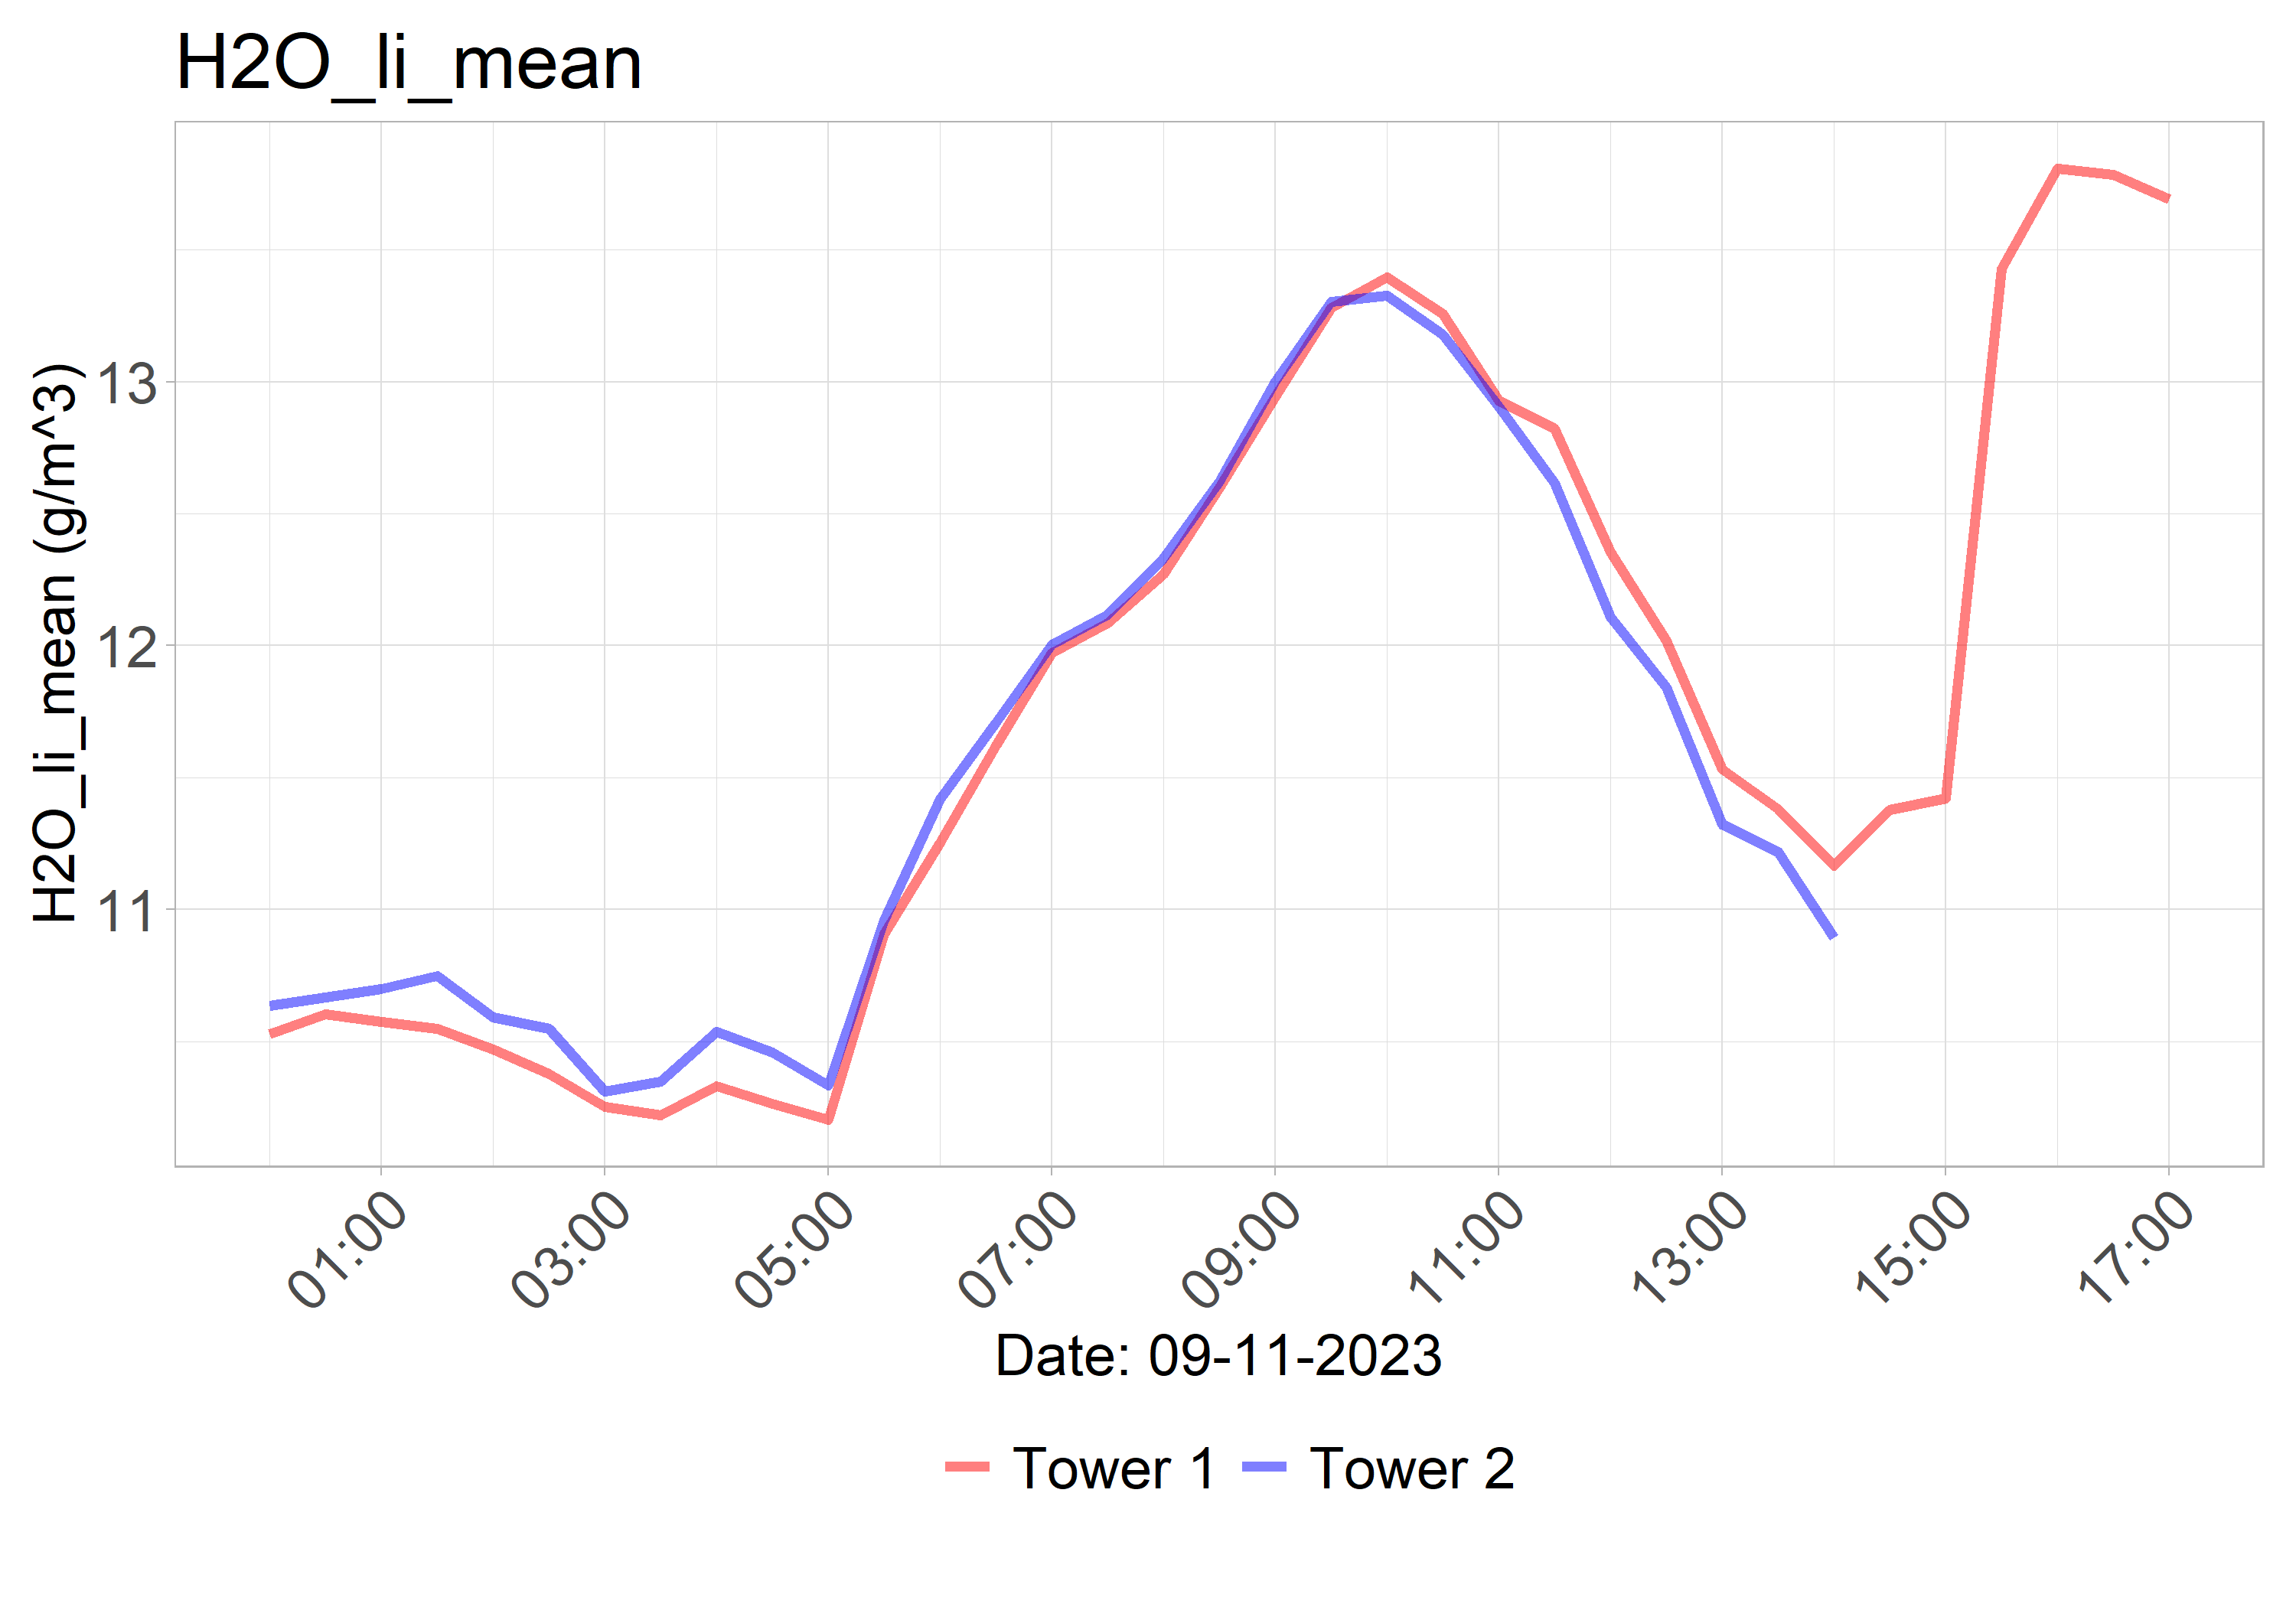 H2O_li_mean
H2O_li_mean (g/m^3)
13
12
11
01:00 03:00 05:00 07:00 09:00 11:00 13:00 15:00 17:00
Date: 09-11-2023
Tower 1 Tower 2